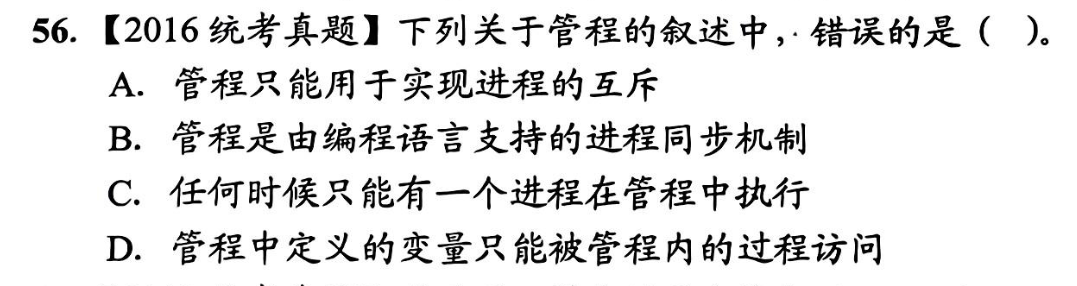 56. 【2016 统考真题】下列关于管程的叙述中，错误的是（ ）。
A. 管程只能用于实现进程的互斥
B. 管程是由编程语言支持的进程同步机制
C. 任何时候只能有一个进程在管程中执行
D. 管程中定义的变量只能被管程内的过程访问